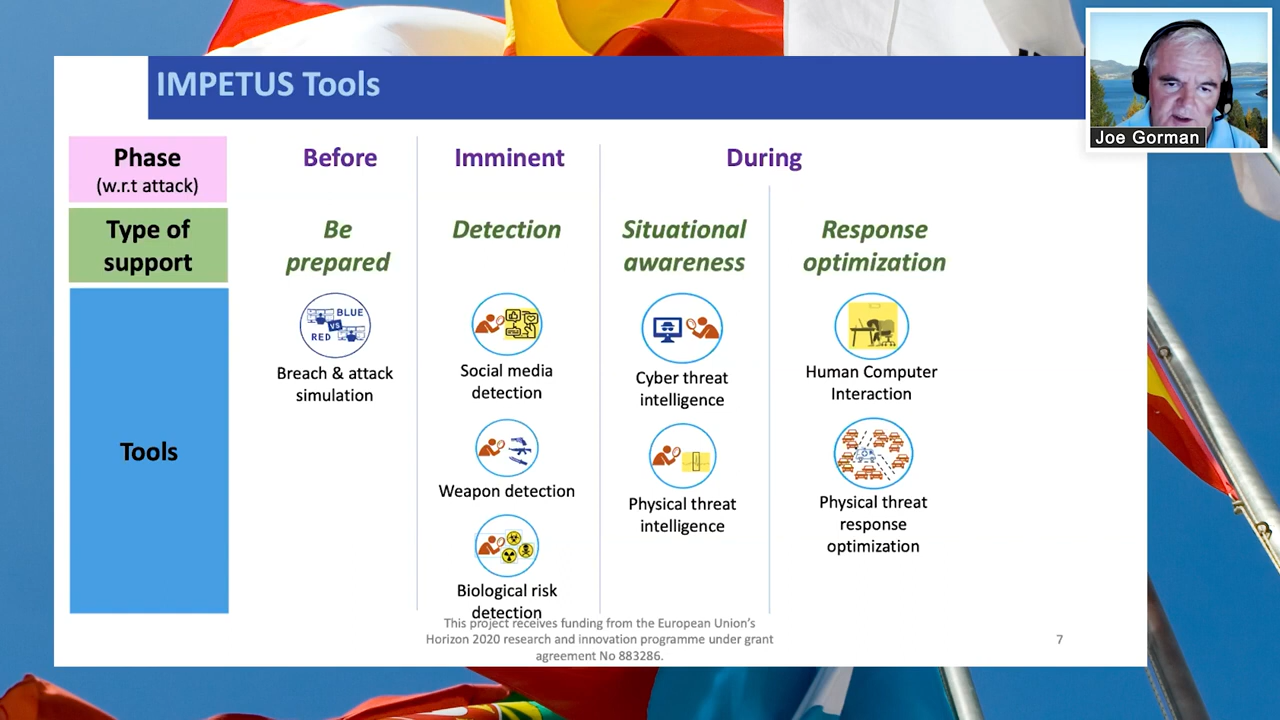 IMPETUS Tools
Joe Gorman
Phase
(w.r.t attack)
Before
Imminent
During
Type of
support
Be
prepared
Detection
Situational
awareness
Response
optimization
Tools
BLUE
VS
RED
Breach & attack
simulation
Social media
detection
Weapon detection
Biological risk
detection
Cyber threat
intelligence
Physical threat
intelligence
Human Computer
Interaction
Physical threat
response
optimization
This project receives funding from the European Union's
Horizon 2020 research and innovation programme under grant
agreement No 883286.
7